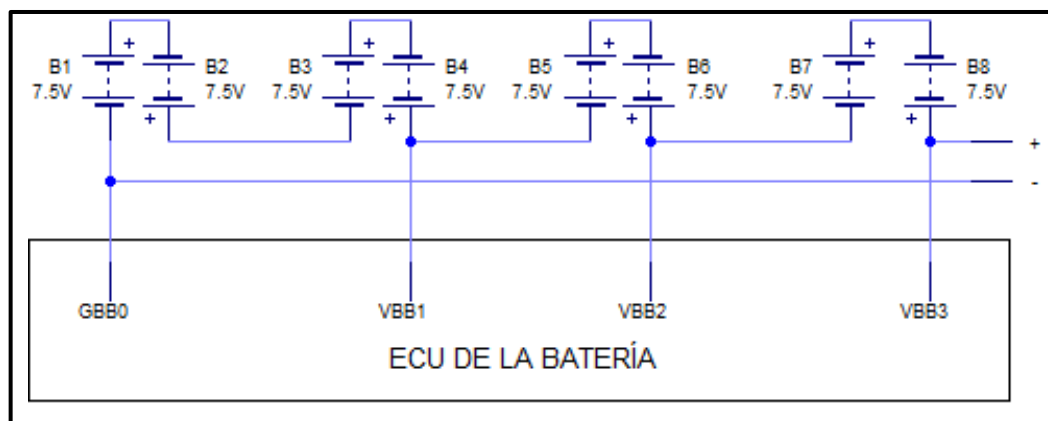 B1
7.5V
+
B2
7.5V
+
B3
7.5V
+
B4
7.5V
+
B5
7.5V
+
B6
7.5V
+
B7
7.5V
+
B8
7.5V
+
+
-
GBB0
VBB1
VBB2
VBB3
ECU DE LA BATERÍA